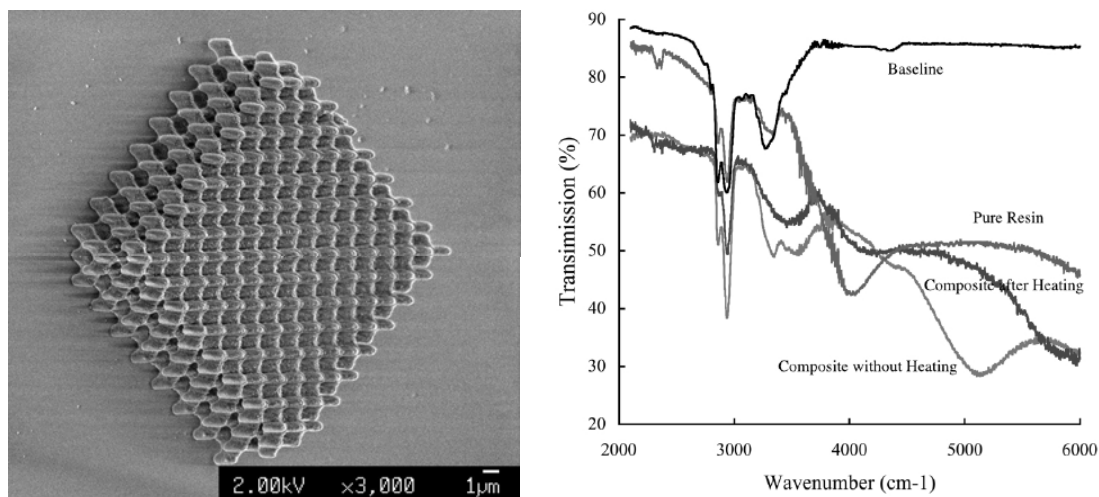 2.00kV ×3,000 1μm
90
80
70
60
50
40
30
20
Transimission (%)
Baseline
Pure Resin
Composite after Heating
Composite without Heating
2000 3000 4000 5000 6000
Wavenumber (cm-1)